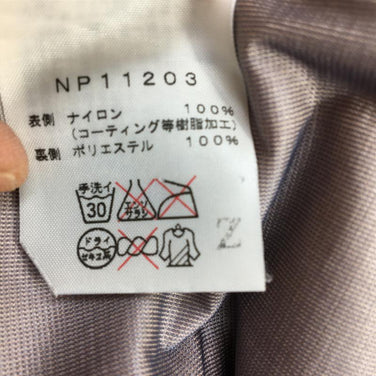 NP11203
表側 ナイロン 100%
(コーティング等樹脂加工)
裏側 ポリエステル 100%
手洗イ
30
エンソ
サラシ
ドライ
セキユ系
Z